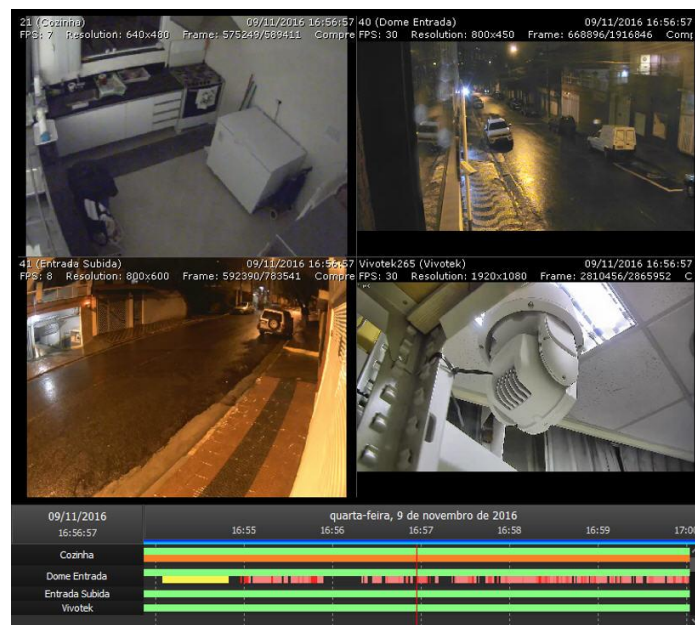 21 (Cozinha) 09/11/2016 16:56:57
FPS: 7 Resolution: 640x480 Frame: 575249/589411 Compre
40 (Dome Entrada) 09/11/2016 16:56:57
FPS: 30 Resolution: 800x450 Frame: 668896/1916846 Comp
41 (Entrada Subida) 09/11/2016 16:56:57
FPS: 8 Resolution: 800x600 Frame: 592390/783541 Compre
Vivotek265 (Vivotek) 09/11/2016 16:56:57
FPS: 30 Resolution: 1920x1080 Frame: 2810456/2865952 C
09/11/2016 quarta-feira, 9 de novembro de 2016
16:56:57 16:55 16:56 16:57 16:58 16:59 17:00
Cozinha
Dome Entrada
Entrada Subida
Vivotek